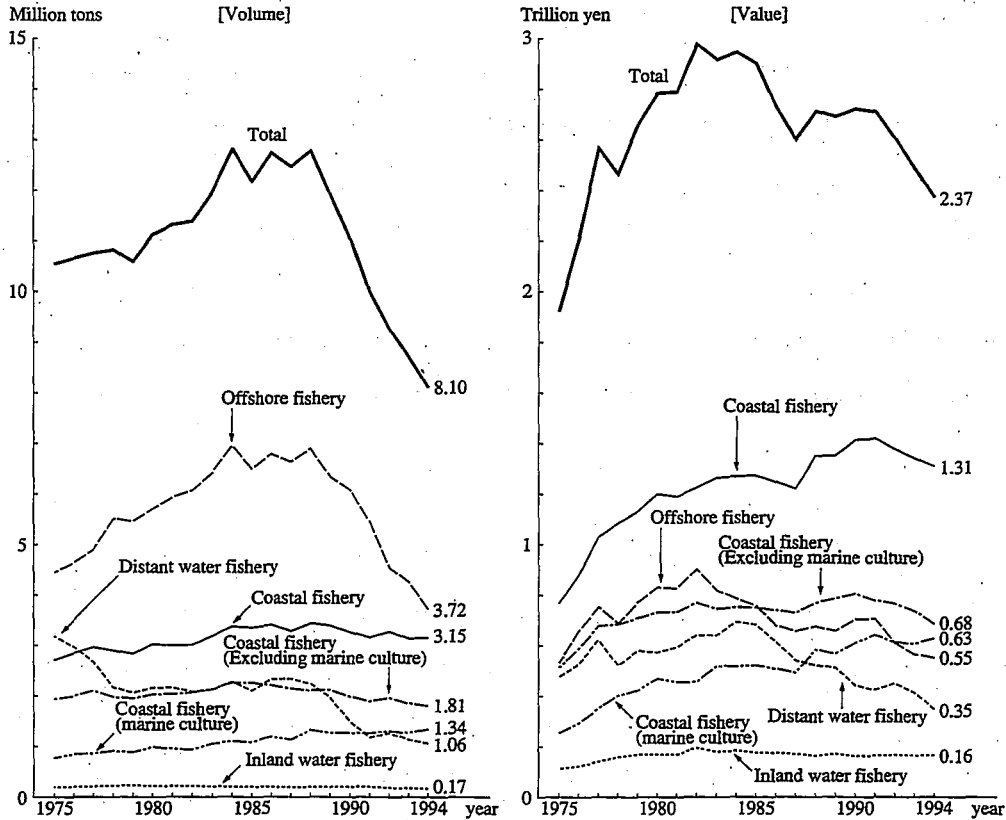 Million tons
[Volume]
15
10
5
0
Total
8.10
Offshore fishery
Distant water fishery
Coastal fishery
Coastal fishery
(Excluding marine culture)
3.72
3.15
1.81
1.34
1.06
0.17
Coastal fishery
(marine culture)
Inland water fishery
1975
1980
1985
1990
1994
year
Trillion yen
[Value]
3
2
1
0
Total
2.37
Coastal fishery
1.31
Offshore fishery
Coastal fishery
(Excluding marine culture)
0.68
0.63
0.55
0.35
0.16
Distant water fishery
Coastal fishery
(marine culture)
Inland water fishery
1975
1980
1985
1990
1994
year